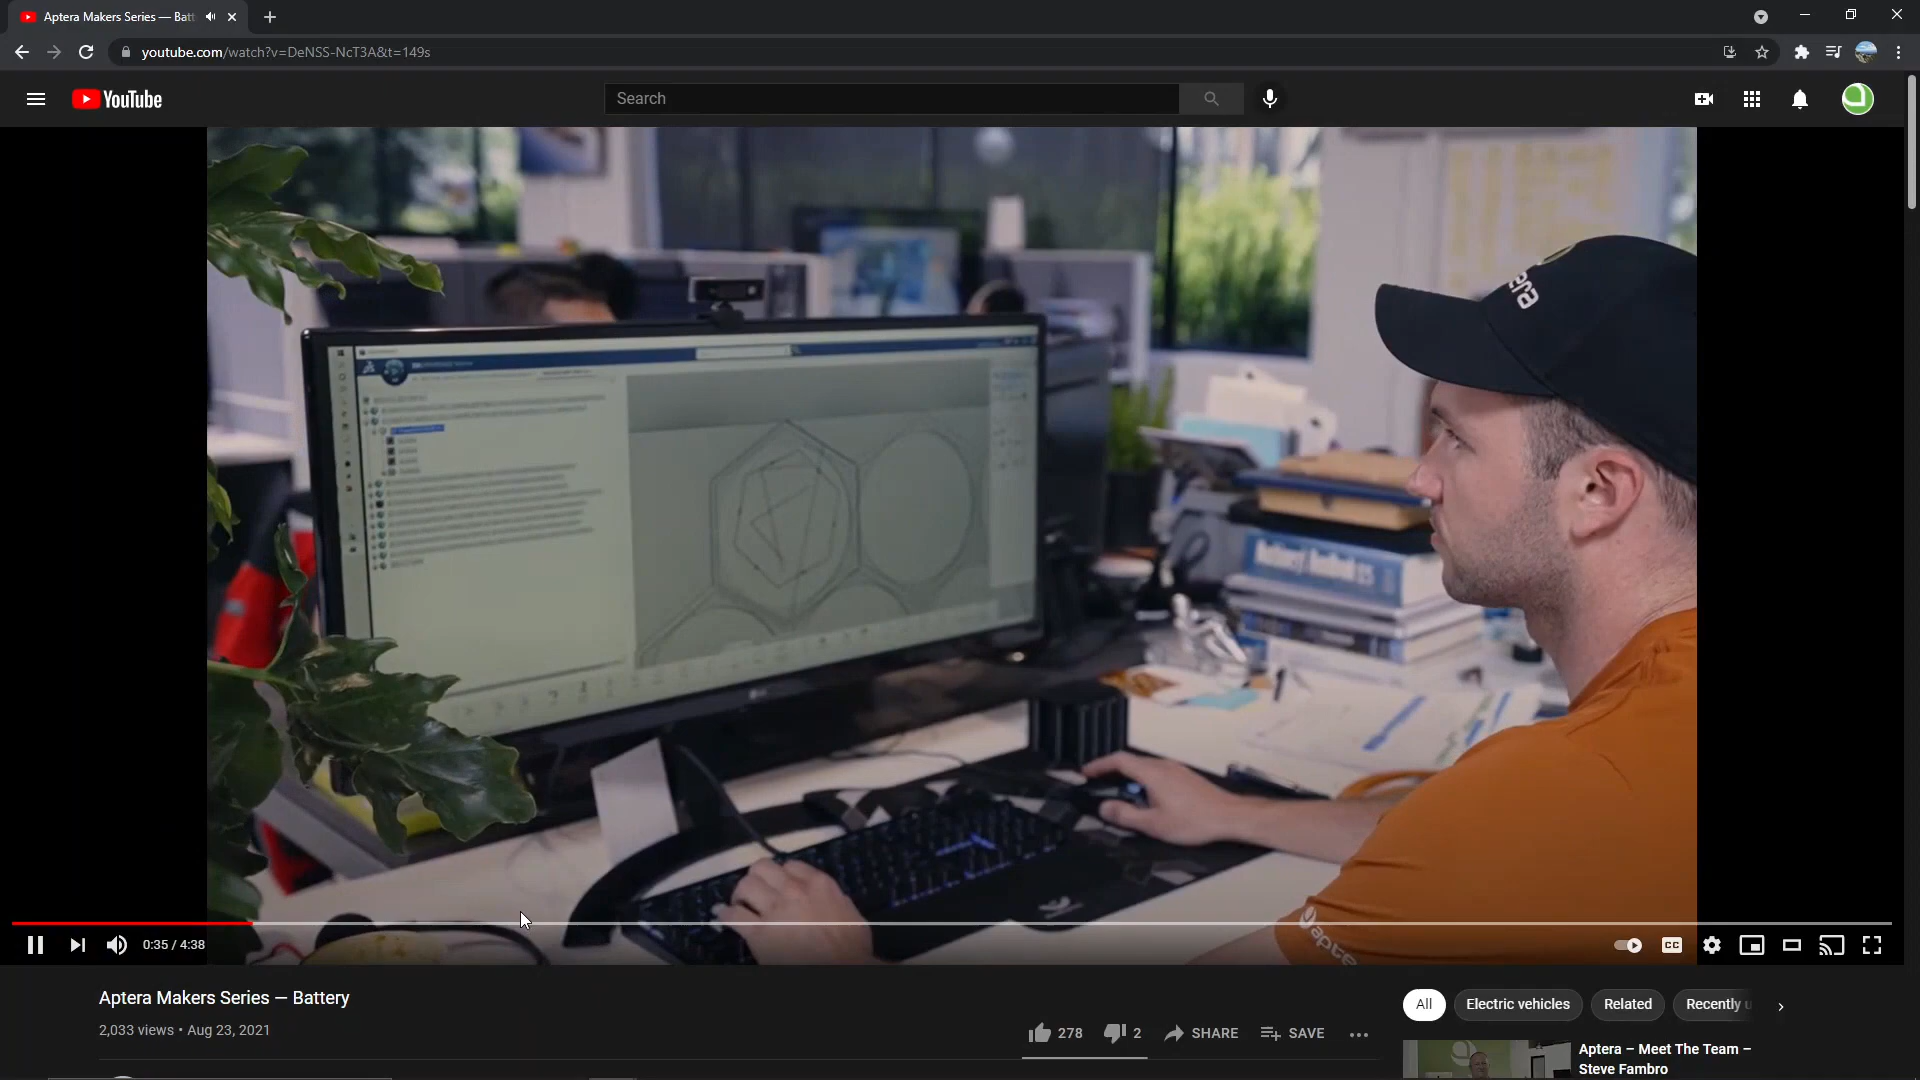 Aptera Makers Series — Batt
youtube.com/watch?v=DeNSS-NcT3A&t=149s
YouTube
Search
era
0:35 / 4:38
CC
Aptera Makers Series — Battery
2,033 views • Aug 23, 2021
278
2
SHARE
SAVE
All
Electric vehicles
Related
Recently u
Aptera – Meet The Team –
Steve Fambro